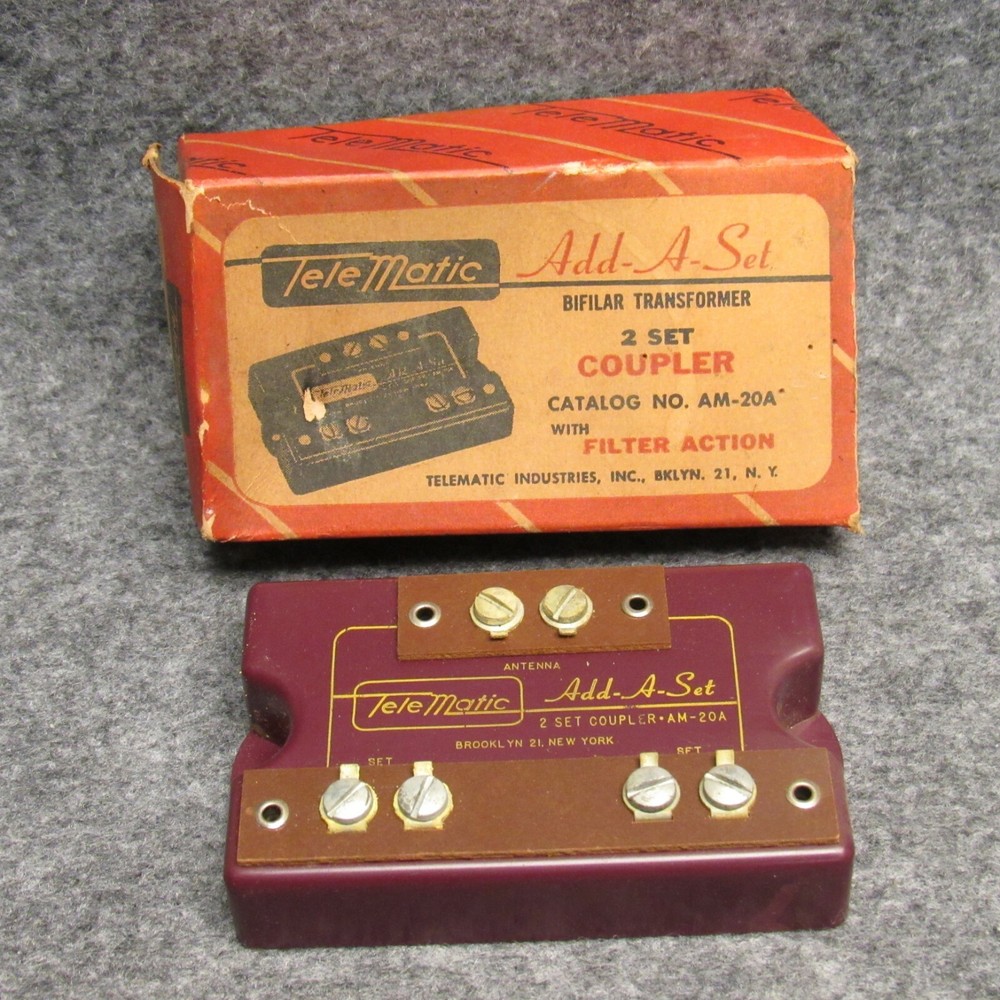 TeleMatic
TeleMatic
TeleMatic Add-A-Set
BIFILAR TRANSFORMER
2 SET
COUPLER
CATALOG NO. AM-20A
WITH
FILTER ACTION
TELEMATIC INDUSTRIES, INC., BKLYN. 21, N. Y.
TeleMatic
ANTENNA
TeleMatic Add-A-Set
2 SET COUPLER•AM-20A
BROOKLYN 21, NEW YORK
SET SET